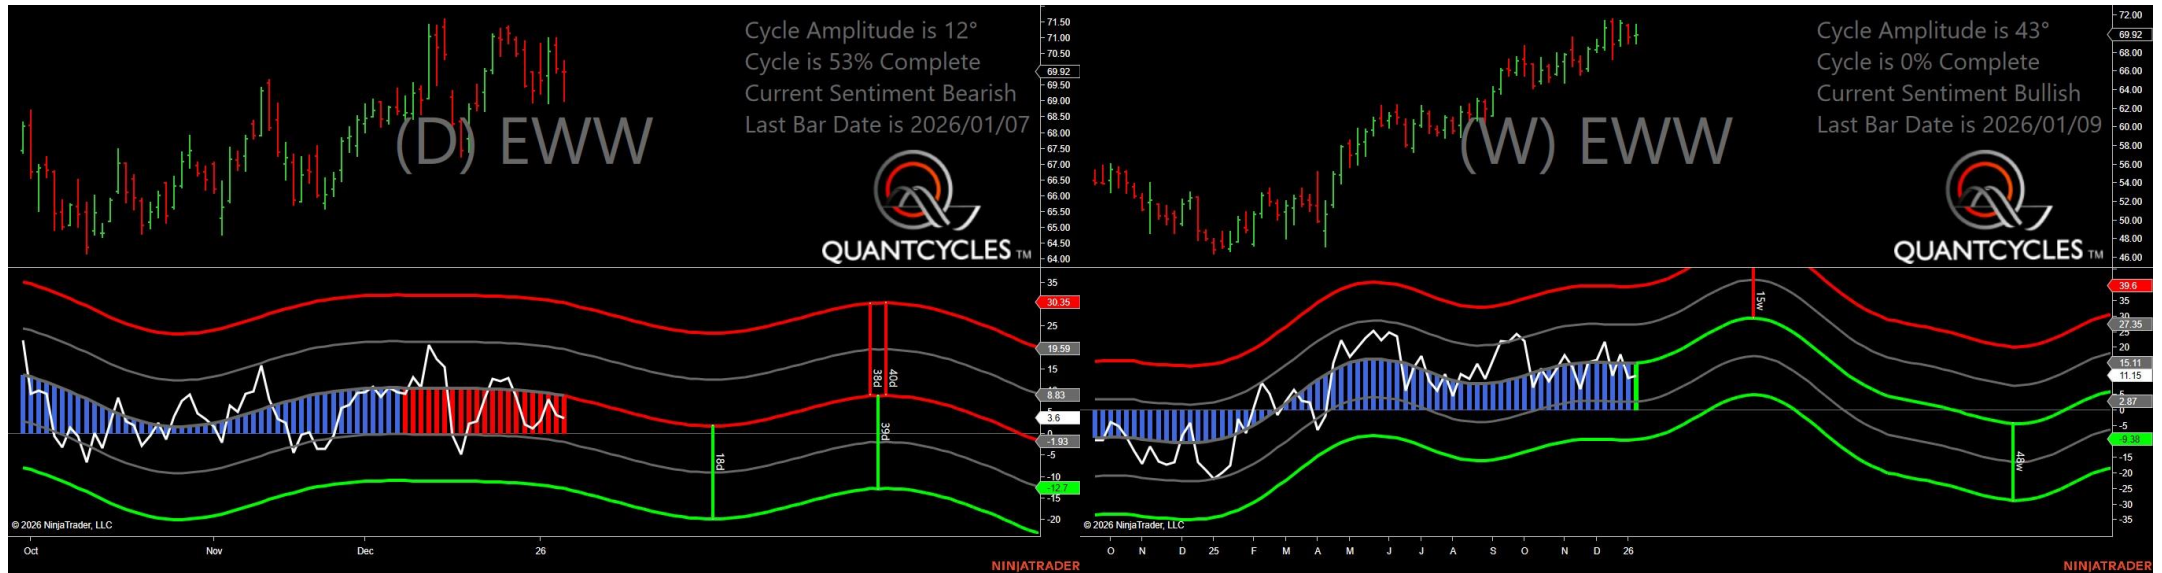 Cycle Amplitude is 12°
Cycle is 53% Complete
Current Sentiment Bearish
Last Bar Date is 2026/01/07
(D) EWW
QUANTCYCLES TM
71.50
71.00
70.50
69.92
69.50
69.00
68.50
68.00
67.50
67.00
66.50
66.00
65.50
65.00
64.50
64.00
35
30.35
25
19.59
15
8.83
3.6
-1.93
-5
-10
-12.7
-15
-20
18d
38d
39d
40d
© 2026 NinjaTrader, LLC
Oct
Nov
Dec
26
NINJATRADER
Cycle Amplitude is 43°
Cycle is 0% Complete
Current Sentiment Bullish
Last Bar Date is 2026/01/09
(W) EWW
QUANTCYCLES TM
72.00
69.92
68.00
66.00
64.00
62.00
60.00
58.00
56.00
54.00
52.00
50.00
48.00
46.00
39.6
35
30
27.35
20
15.11
11.15
2.87
0
-5
-9.38
-15
-20
-25
-30
-35
15w
48w
© 2026 NinjaTrader, LLC
O N D 25 F M A M J J A S O N D 26
NINJATRADER